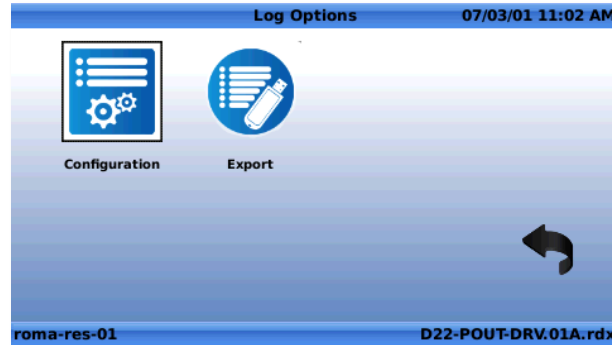 Log Options 07/03/01 11:02 AM
Configuration Export
roma-res-01 D22-POUT-DRV.01A.rdx